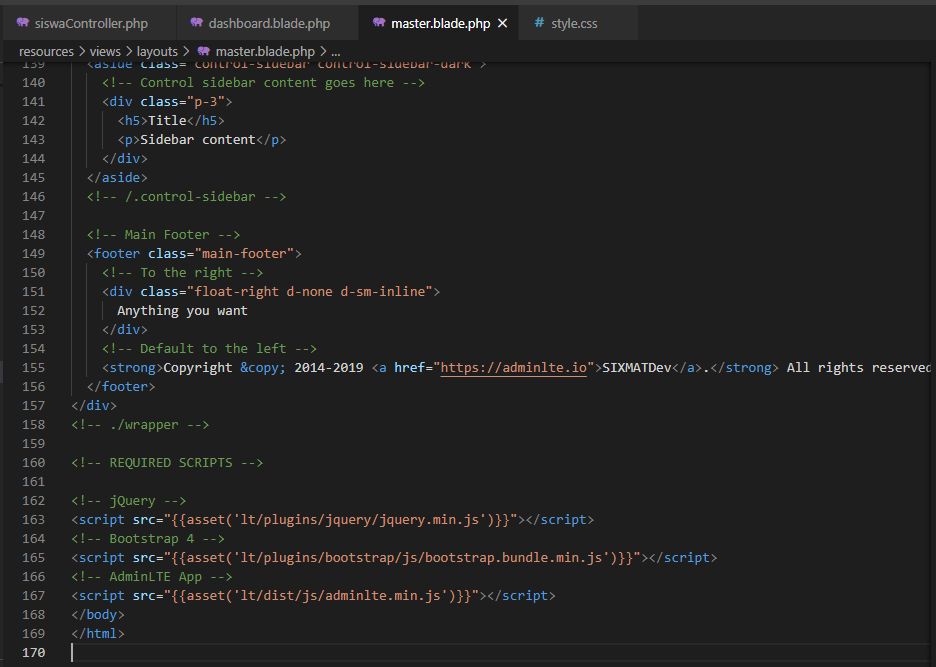 siswaController.php dashboard.blade.php master.blade.php × # style.css
resources > views > layouts > master.blade.php > ...
139 <aside class="control-sidebar control-sidebar-dark">
140 <!-- Control sidebar content goes here -->
141 <div class="p-3">
142 <h5>Title</h5>
143 <p>Sidebar content</p>
144 </div>
145 </aside>
146 <!-- /.control-sidebar -->
147
148 <!-- Main Footer -->
149 <footer class="main-footer">
150 <!-- To the right -->
151 <div class="float-right d-none d-sm-inline">
152 Anything you want
153 </div>
154 <!-- Default to the left -->
155 <strong>Copyright &copy; 2014-2019 <a href="https://adminlte.io">SIXMATDev</a>.</strong> All rights reserved
156 </footer>
157 </div>
158 <!-- ./wrapper -->
159
160 <!-- REQUIRED SCRIPTS -->
161
162 <!-- jQuery -->
163 <script src="{{asset('lt/plugins/jquery/jquery.min.js')}}"></script>
164 <!-- Bootstrap 4 -->
165 <script src="{{asset('lt/plugins/bootstrap/js/bootstrap.bundle.min.js')}}"></script>
166 <!-- AdminLTE App -->
167 <script src="{{asset('lt/dist/js/adminlte.min.js')}}"></script>
168 </body>
169 </html>
170